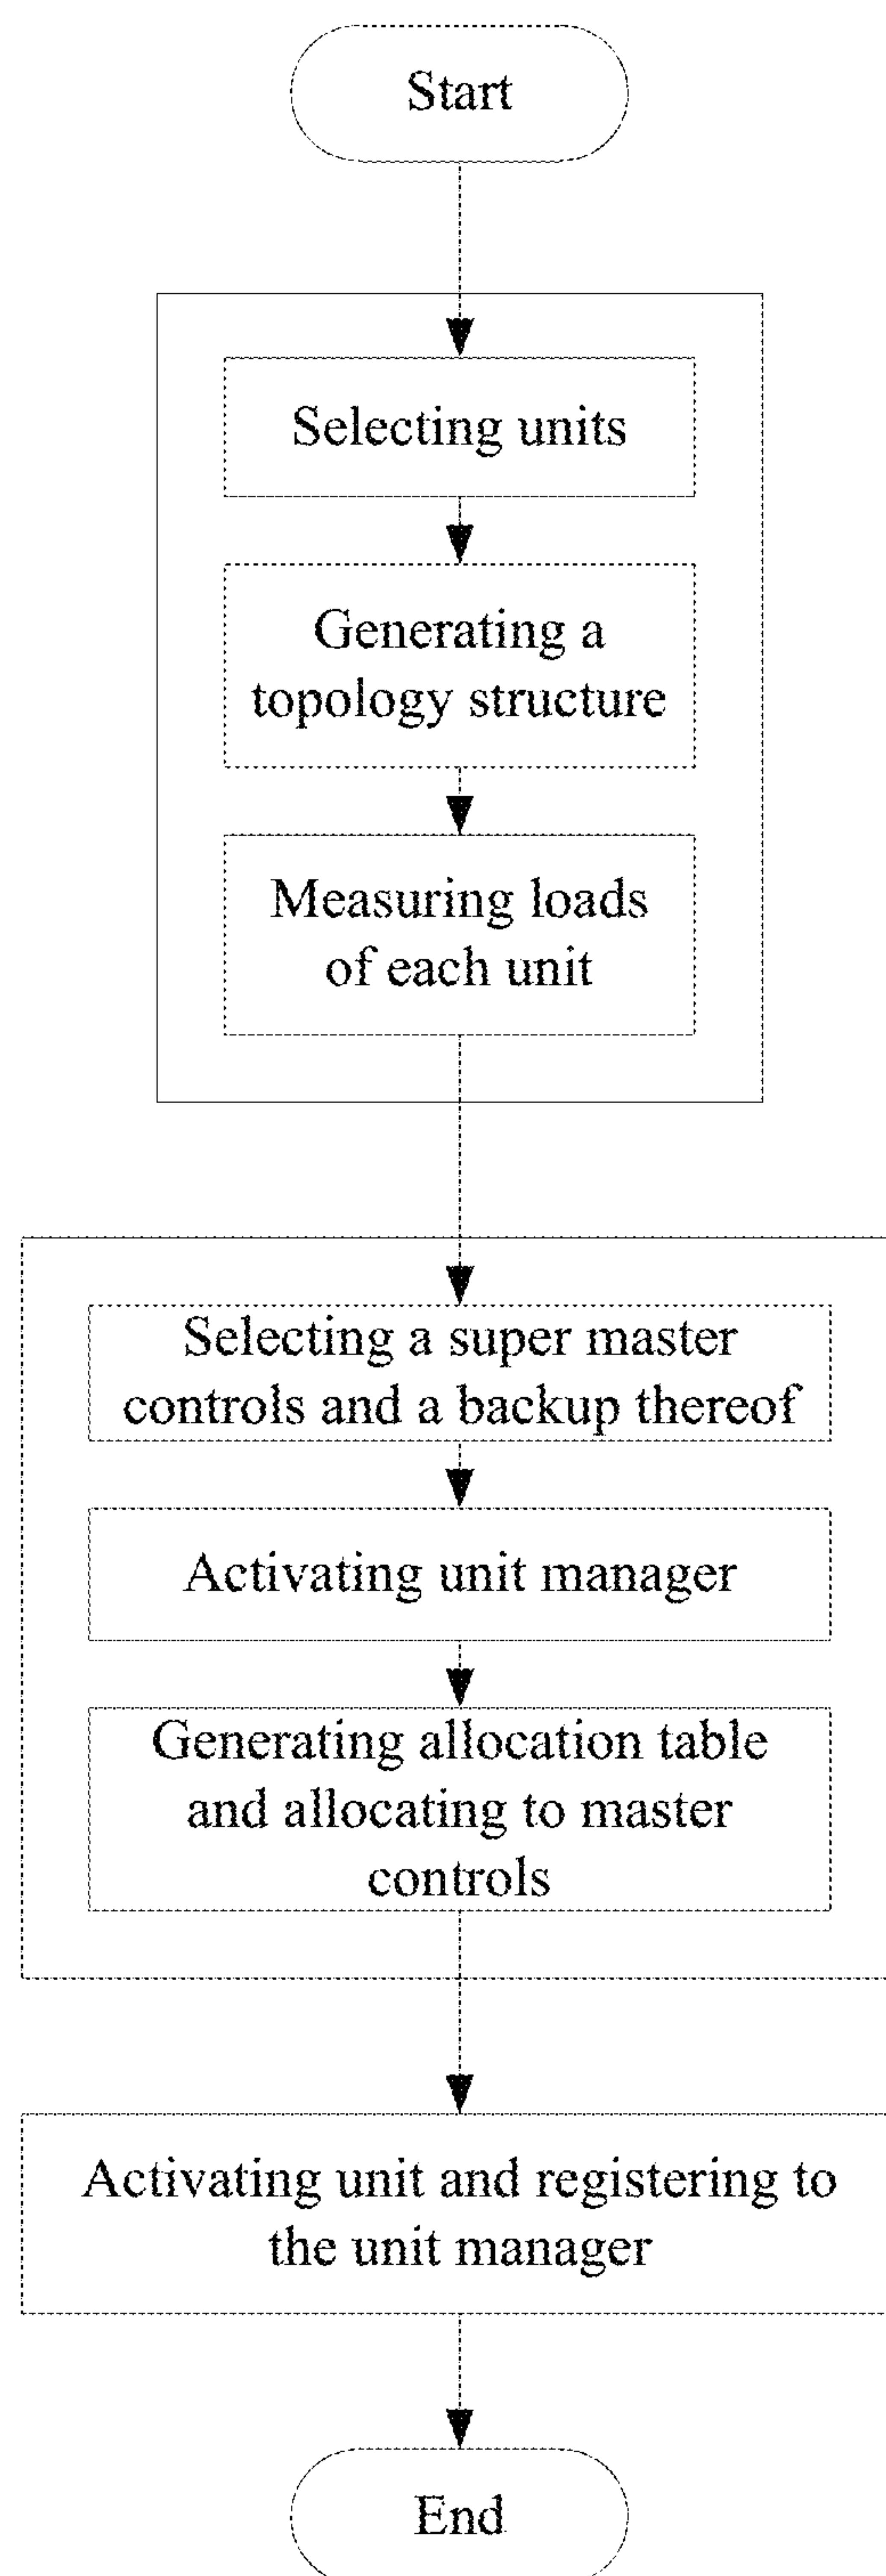 Start
Selecting units
Generating a
topology structure
Measuring loads
of each unit
Selecting a super master
controls and a backup thereof
Activating unit manager
Generating allocation table
and allocating to master
controls
Activating unit and registering to
the unit manager
End